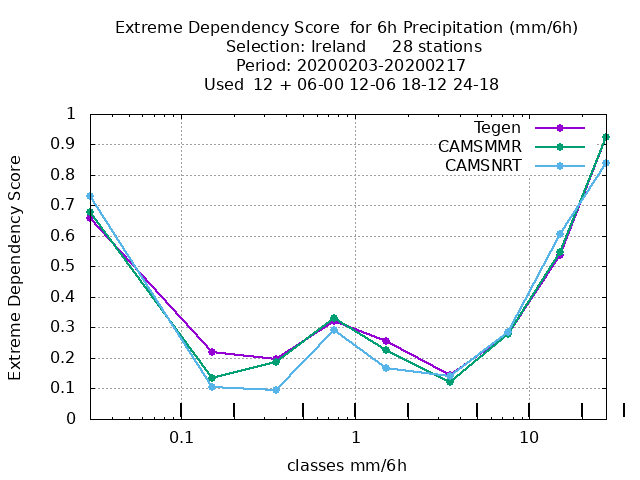 Extreme Dependency Score  for 6h Precipitation (mm/6h)
Selection: Ireland     28 stations
Period: 20200203-20200217
Used  12 + 06-00 12-06 18-12 24-18
Tegen
CAMSMMR
CAMSNRT
Extreme Dependency Score
1
0.9
0.8
0.7
0.6
0.5
0.4
0.3
0.2
0.1
0
0.1 1 10
classes mm/6h